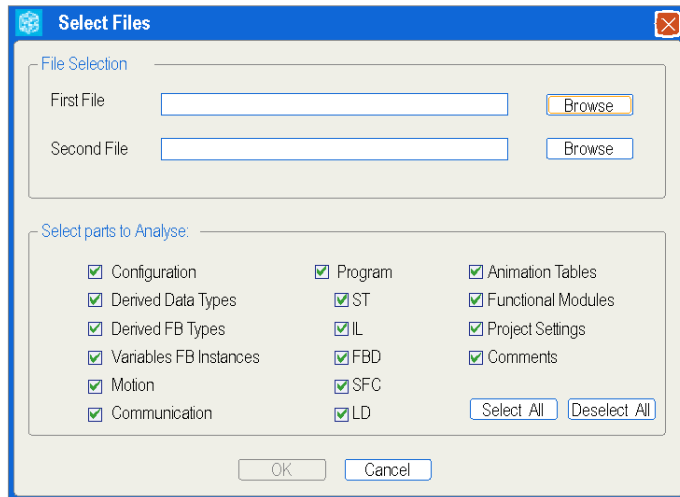 Select Files
File Selection
First File
Browse
Second File
Browse
Select parts to Analyse:
Configuration
Program
Animation Tables
Derived Data Types
ST
Functional Modules
Derived FB Types
IL
Project Settings
Variables FB Instances
FBD
Comments
Motion
SFC
Communication
LD
Select All
Deselect All
OK
Cancel